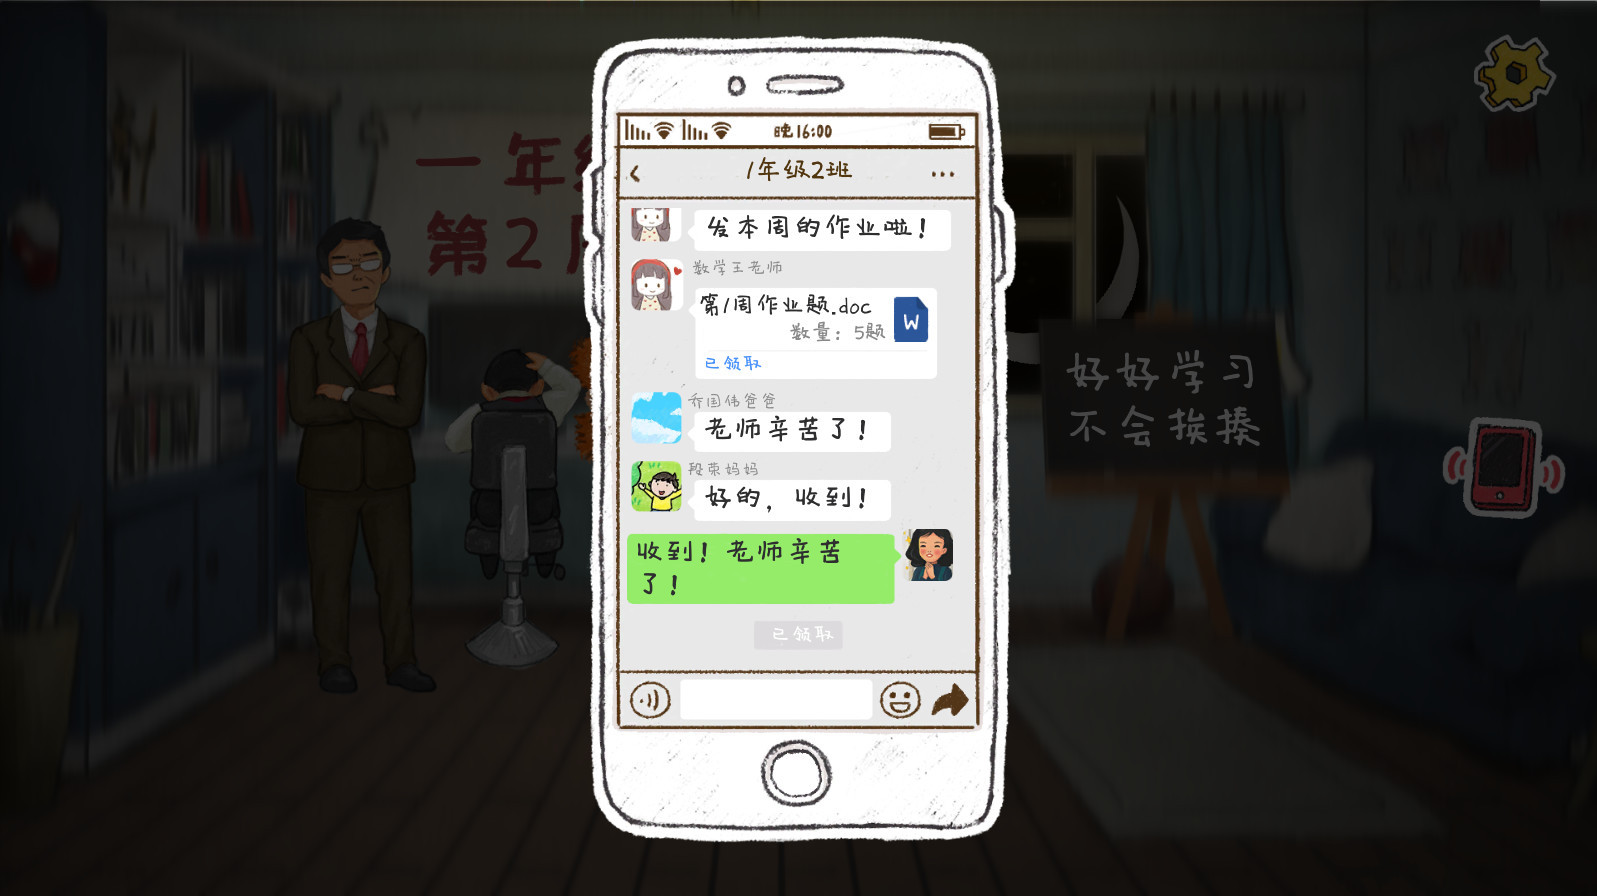 晚16:00
1年级2班
发本周的作业啦！
数学王老师
第1周作业题.doc
数量：5题
W
已领取
乔国伟爸爸
老师辛苦了！
段荣妈妈
好的，收到！
收到！老师辛苦
了！
已领取
一年级
第2周
好好学习
不会挨揍